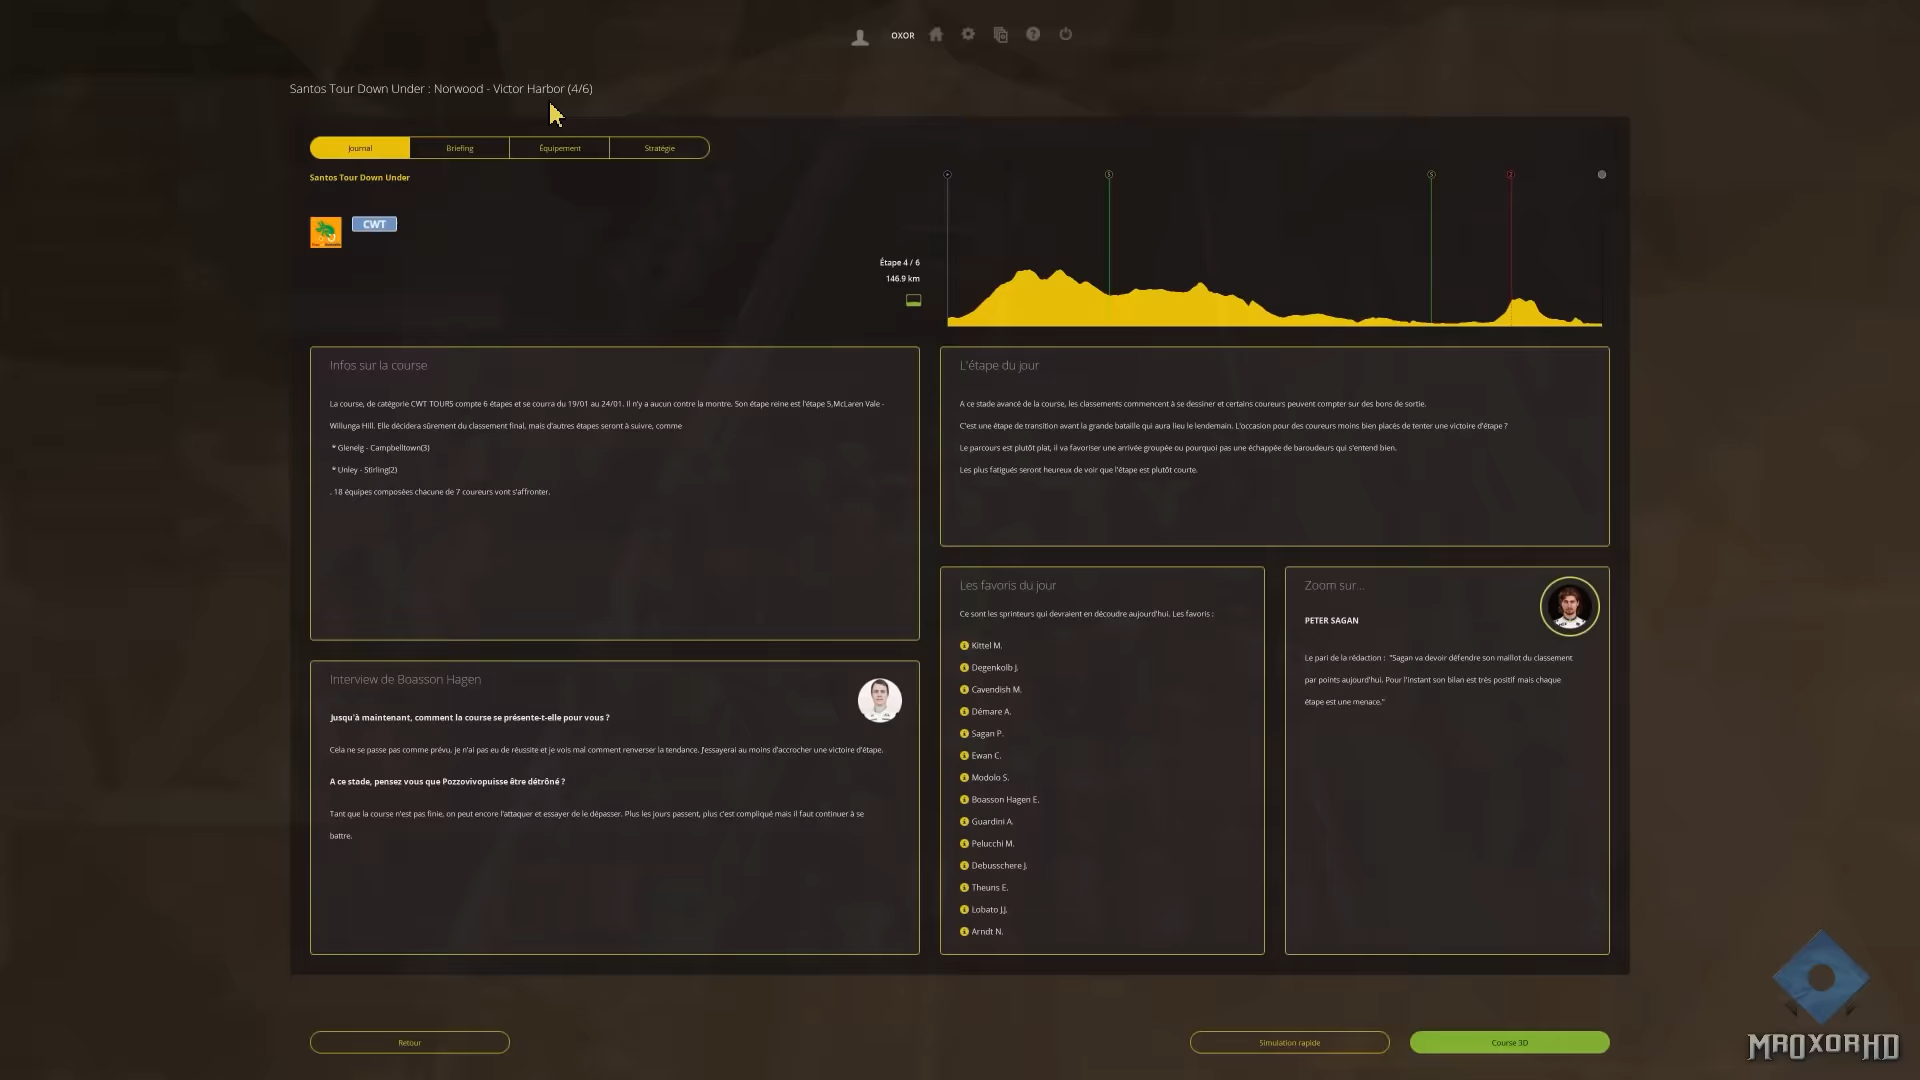 OXOR
Santos Tour Down Under : Norwood - Victor Harbor (4/6)
Journal
Briefing
Équipement
Stratégie
Santos Tour Down Under
CWT
Étape 4 / 6
146.9 km
Infos sur la course
La course, de catégorie CWT TOURS compte 6 étapes et se courra du 19/01 au 24/01. Il n'y a aucun contre la montre. Son étape reine est l'étape 5,McLaren Vale -
Willunga Hill. Elle décidera sûrement du classement final, mais d'autres étapes seront à suivre, comme
* Glenelg - Campbelltown(3)
* Unley - Stirling(2)
. 18 équipes composées chacune de 7 coureurs vont s'affronter.
L'étape du jour
A ce stade avancé de la course, les classements commencent à se dessiner et certains coureurs peuvent compter sur des bons de sortie.
C'est une étape de transition avant la grande bataille qui aura lieu le lendemain. L'occasion pour des coureurs moins bien placés de tenter une victoire d'étape ?
Le parcours est plutôt plat, il va favoriser une arrivée groupée ou pourquoi pas une échappée de baroudeurs qui s'entend bien.
Les plus fatigués seront heureux de voir que l'étape est plutôt courte.
Interview de Boasson Hagen
Jusqu'à maintenant, comment la course se présente-t-elle pour vous ?
Cela ne se passe pas comme prévu, je n'ai pas eu de réussite et je vois mal comment renverser la tendance. J'essayerai au moins d'accrocher une victoire d'étape.
A ce stade, pensez vous que Pozzovivopuisse être détrôné ?
Tant que la course n'est pas finie, on peut encore l'attaquer et essayer de le dépasser. Plus les jours passent, plus c'est compliqué mais il faut continuer à se
battre.
Les favoris du jour
Ce sont les sprinteurs qui devraient en découdre aujourd'hui. Les favoris :
Kittel M.
Degenkolb J.
Cavendish M.
Démare A.
Sagan P.
Ewan C.
Modolo S.
Boasson Hagen E.
Guardini A.
Pelucchi M.
Debusschere J.
Theuns E.
Lobato J.J.
Arndt N.
Zoom sur...
PETER SAGAN
Le pari de la rédaction : "Sagan va devoir défendre son maillot du classement
par points aujourd'hui. Pour l'instant son bilan est très positif mais chaque
étape est une menace."
Retour
Simulation rapide
Course 3D
MrOxorHD